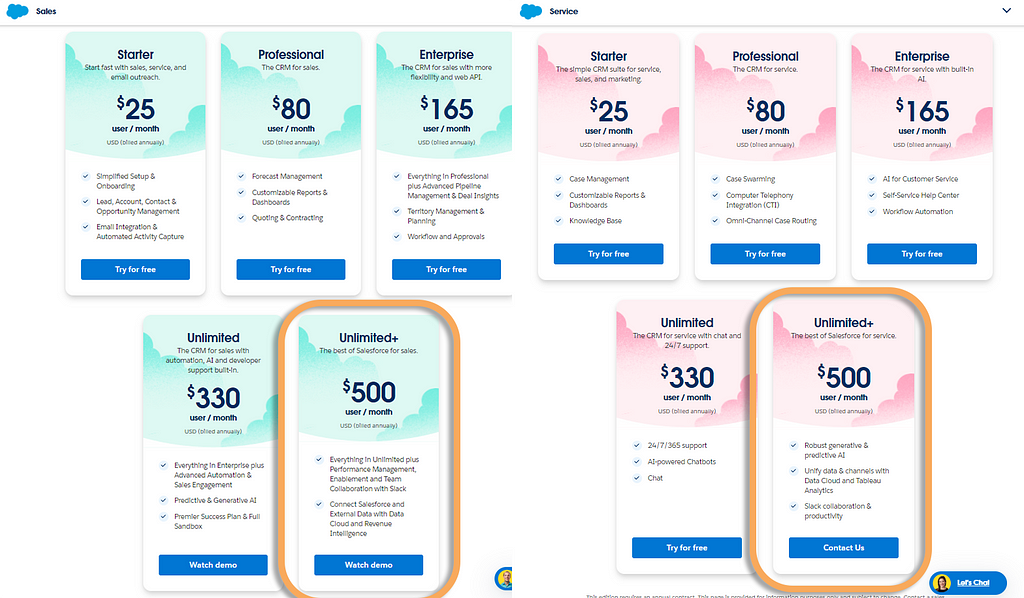 Sales
Starter
Start fast with sales, service, and
email outreach.
$25
user / month
USD (billed annually)
Simplified Setup &
Onboarding
Lead, Account, Contact &
Opportunity Management
Email Integration &
Automated Activity Capture
Try for free
Professional
The CRM for sales.
$80
user / month
USD (billed annually)
Forecast Management
Customizable Reports &
Dashboards
Quoting & Contracting
Try for free
Enterprise
The CRM for sales with more
flexibility and web API.
$165
user / month
USD (billed annually)
Everything in Professional
plus Advanced Pipeline
Management & Deal Insights
Territory Management &
Planning
Workflow and Approvals
Try for free
Unlimited
The CRM for sales with
automation, AI and developer
support built-in.
$330
user / month
USD (billed annually)
Everything in Enterprise plus
Advanced Automation &
Sales Engagement
Predictive & Generative AI
Premier Success Plan & Full
Sandbox
Watch demo
Unlimited+
The best of Salesforce for sales.
$500
user / month
USD (billed annually)
Everything in Unlimited plus
Performance Management,
Enablement and Team
Collaboration with Slack
Connect Salesforce and
External Data with Data
Cloud and Revenue
Intelligence
Watch demo
Service
Starter
The simple CRM suite for service,
sales, and marketing.
$25
user / month
USD (billed annually)
Case Management
Customizable Reports &
Dashboards
Knowledge Base
Try for free
Professional
The CRM for service.
$80
user / month
USD (billed annually)
Case Swarming
Computer Telephony
Integration (CTI)
Omni-Channel Case Routing
Try for free
Enterprise
The CRM for service with built-in
AI.
$165
user / month
USD (billed annually)
AI for Customer Service
Self-Service Help Center
Workflow Automation
Try for free
Unlimited
The CRM for service with chat and
24/7 support.
$330
user / month
USD (billed annually)
24/7/365 support
AI-powered Chatbots
Chat
Try for free
Unlimited+
The best of Salesforce for service.
$500
user / month
USD (billed annually)
Robust generative &
predictive AI
Unify data & channels with
Data Cloud and Tableau
Analytics
Slack collaboration &
productivity
Contact Us
Let's Chat
This edition requires an annual contract. This page is provided for information purposes only and subject to change. Contact a sales